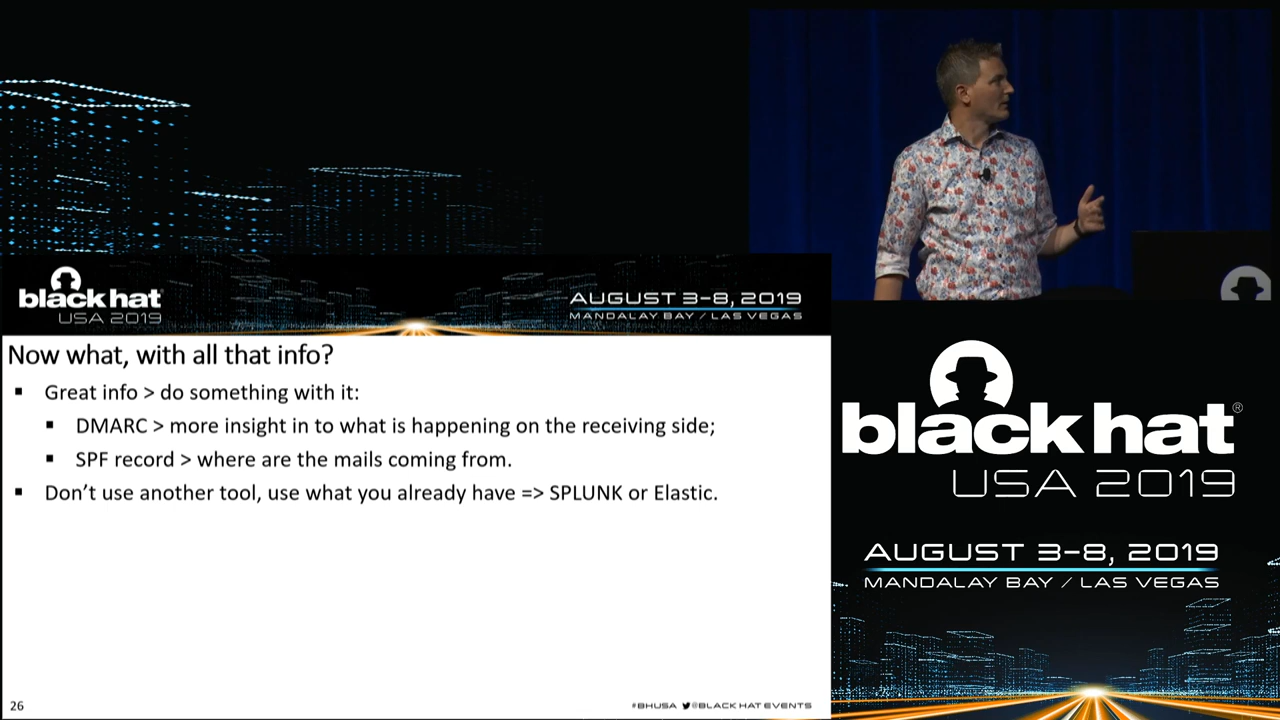 black hat
USA 2019
AUGUST 3-8, 2019
MANDALAY BAY / LAS VEGAS
Now what, with all that info?
▪ Great info > do something with it:
▪ DMARC > more insight in to what is happening on the receiving side;
▪ SPF record > where are the mails coming from.
▪ Don't use another tool, use what you already have => SPLUNK or Elastic.
26
#BHUSA @BLACK HAT EVENTS
black hat®
USA 2019
AUGUST 3-8, 2019
MANDALAY BAY / LAS VEGAS